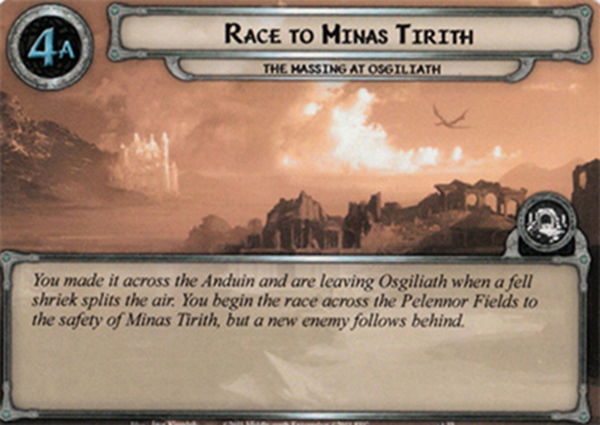 4A
RACE TO MINAS TIRITH
THE MASSING AT OSGILIATH
You made it across the Anduin and are leaving Osgiliath when a fell
shriek splits the air. You begin the race across the Pelennor Fields to
the safety of Minas Tirith, but a new enemy follows behind.